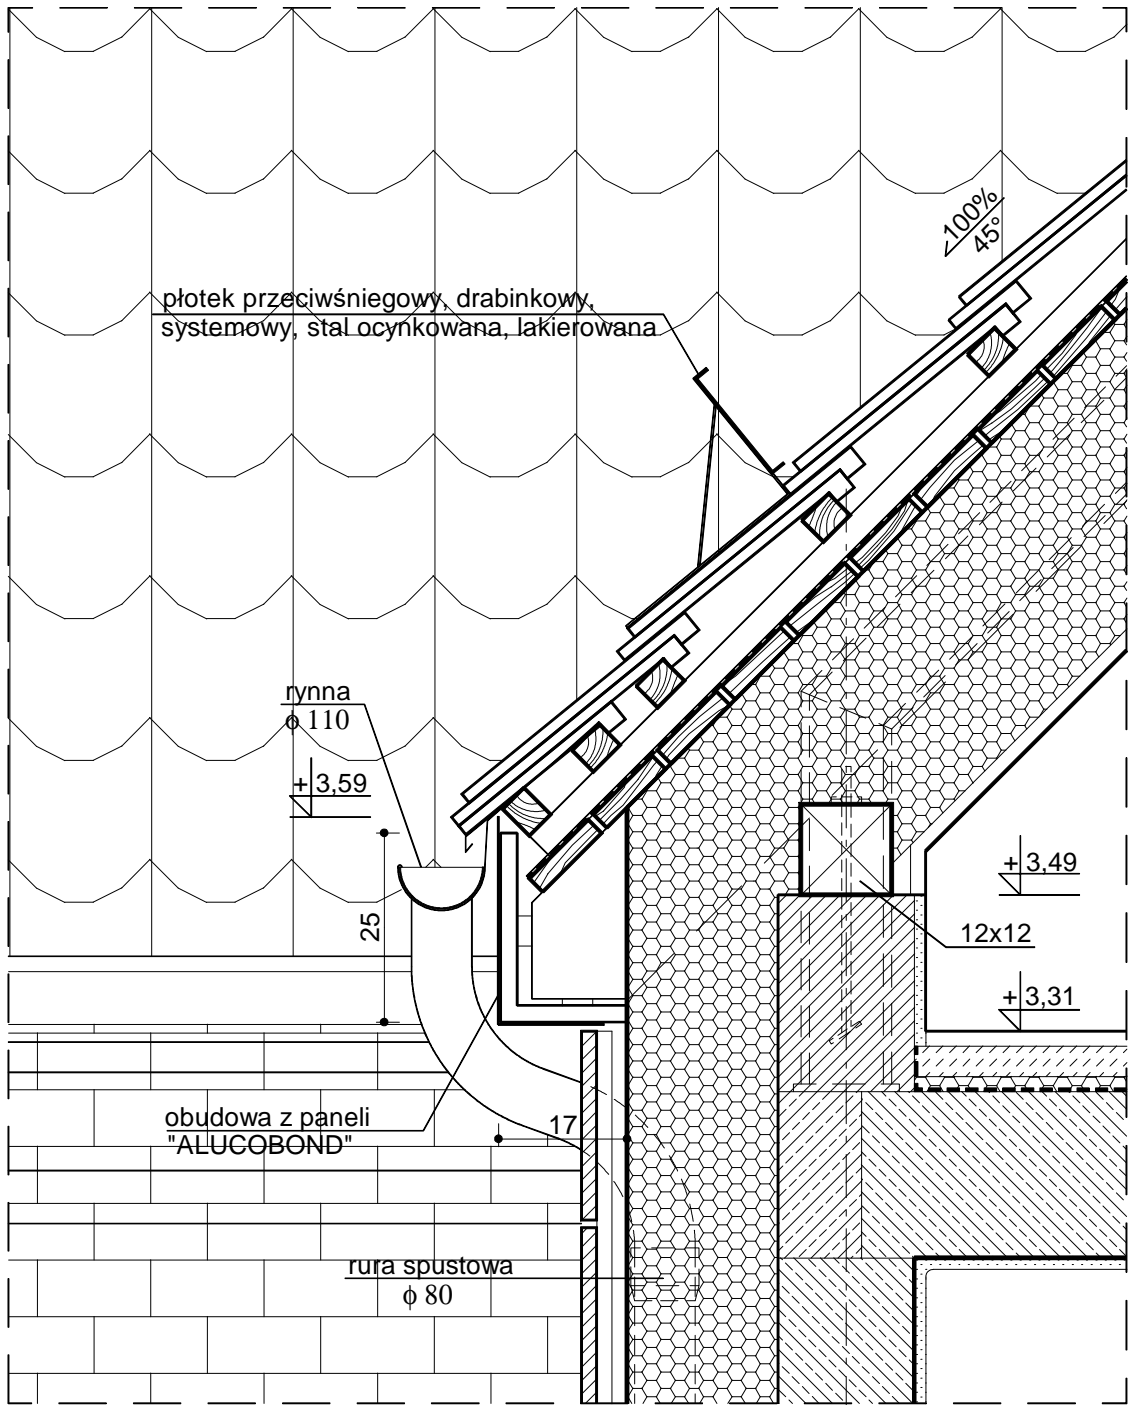 100%
45°
płotek przeciwśniegowy, drabinkowy,
systemowy, stal ocynkowana, lakierowana
rynna
ϕ 110
+3,59
25
+3,49
12x12
+3,31
obudowa z paneli
"ALUCOBOND"
17
rura spustowa
ϕ 80